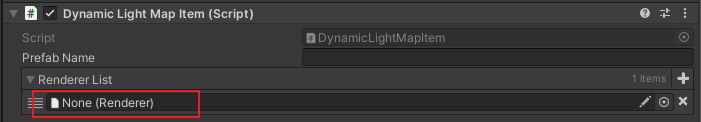 Dynamic Light Map Item (Script)
Script DynamicLightMapItem
Prefab Name
Renderer List 1 items
None (Renderer)